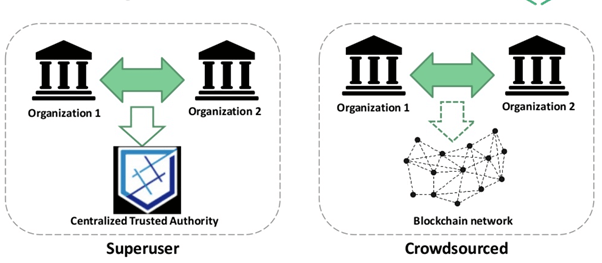 Organization 1
Organization 2
Centralized Trusted Authority
Superuser
Organization 1
Organization 2
Blockchain network
Crowdsourced